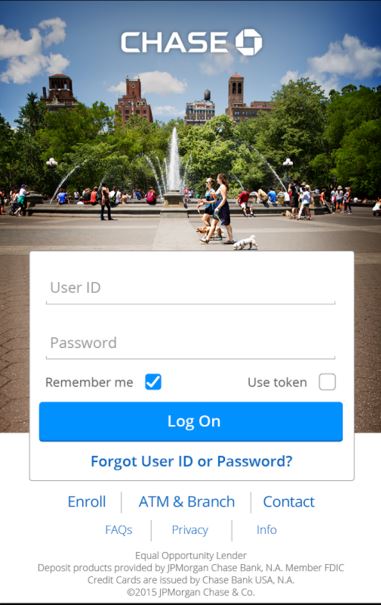 CHASE
User ID
Password
Remember me Use token
Log On
Forgot User ID or Password?
Enroll ATM & Branch Contact
FAQs Privacy Info
Equal Opportunity Lender
Deposit products provided by JPMorgan Chase Bank, N.A. Member FDIC
Credit Cards are issued by Chase Bank USA, N.A.
©2015 JPMorgan Chase & Co.